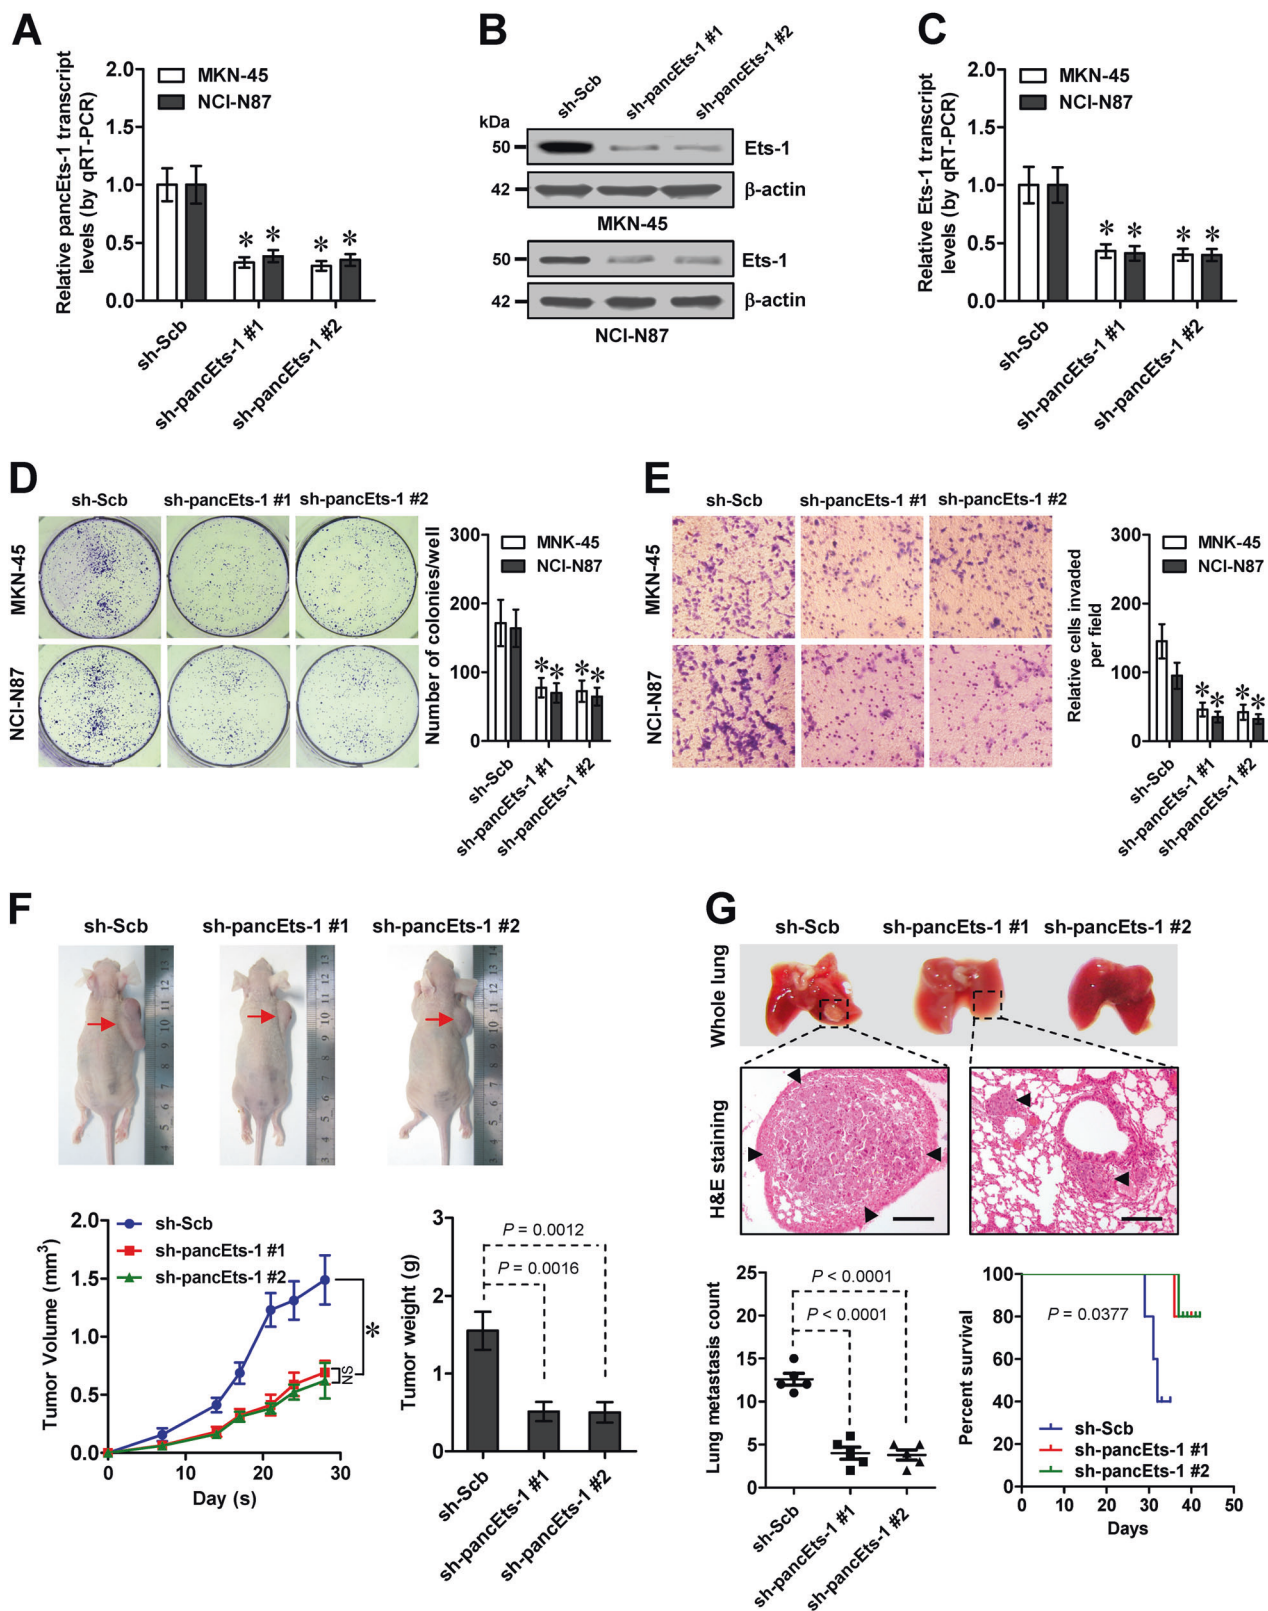 A
Relative pancEts-1 transcript
levels (by qRT-PCR)
2.0
1.5
1.0
0.5
0.0
MKN-45
NCI-N87
* * * *
sh-Scb
sh-pancEts-1 #1
sh-pancEts-1 #2
B
sh-Scb
sh-pancEts-1 #1
sh-pancEts-1 #2
kDa
50
Ets-1
42
β-actin
MKN-45
50
Ets-1
42
β-actin
NCI-N87
C
Relative Ets-1 transcript
levels (by qRT-PCR)
2.0
1.5
1.0
0.5
0.0
MKN-45
NCI-N87
* * * *
sh-Scb
sh-pancEts-1 #1
sh-pancEts-1 #2
D
sh-Scb
sh-pancEts-1 #1
sh-pancEts-1 #2
MKN-45
NCI-N87
Number of colonies/well
300
200
100
0
MNK-45
NCI-N87
* * * *
sh-Scb
sh-pancEts-1 #1
sh-pancEts-1 #2
E
sh-Scb
sh-pancEts-1 #1
sh-pancEts-1 #2
MKN-45
NCI-N87
Relative cells invaded
per field
300
200
100
0
MNK-45
NCI-N87
* * * *
sh-Scb
sh-pancEts-1 #1
sh-pancEts-1 #2
F
sh-Scb
sh-pancEts-1 #1
sh-pancEts-1 #2
Tumor Volume (mm³)
2.0
1.5
1.0
0.5
0.0
sh-Scb
sh-pancEts-1 #1
sh-pancEts-1 #2
*
NS
0 10 20 30
Day (s)
Tumor weight (g)
3
2
1
0
P = 0.0012
P = 0.0016
sh-Scb
sh-pancEts-1 #1
sh-pancEts-1 #2
G
sh-Scb
sh-pancEts-1 #1
sh-pancEts-1 #2
Whole lung
H&E staining
Lung metastasis count
25
20
15
10
5
0
P < 0.0001
P < 0.0001
sh-Scb
sh-pancEts-1 #1
sh-pancEts-1 #2
Percent survival
100
80
60
40
20
0
P = 0.0377
sh-Scb
sh-pancEts-1 #1
sh-pancEts-1 #2
0 10 20 30 40 50
Days